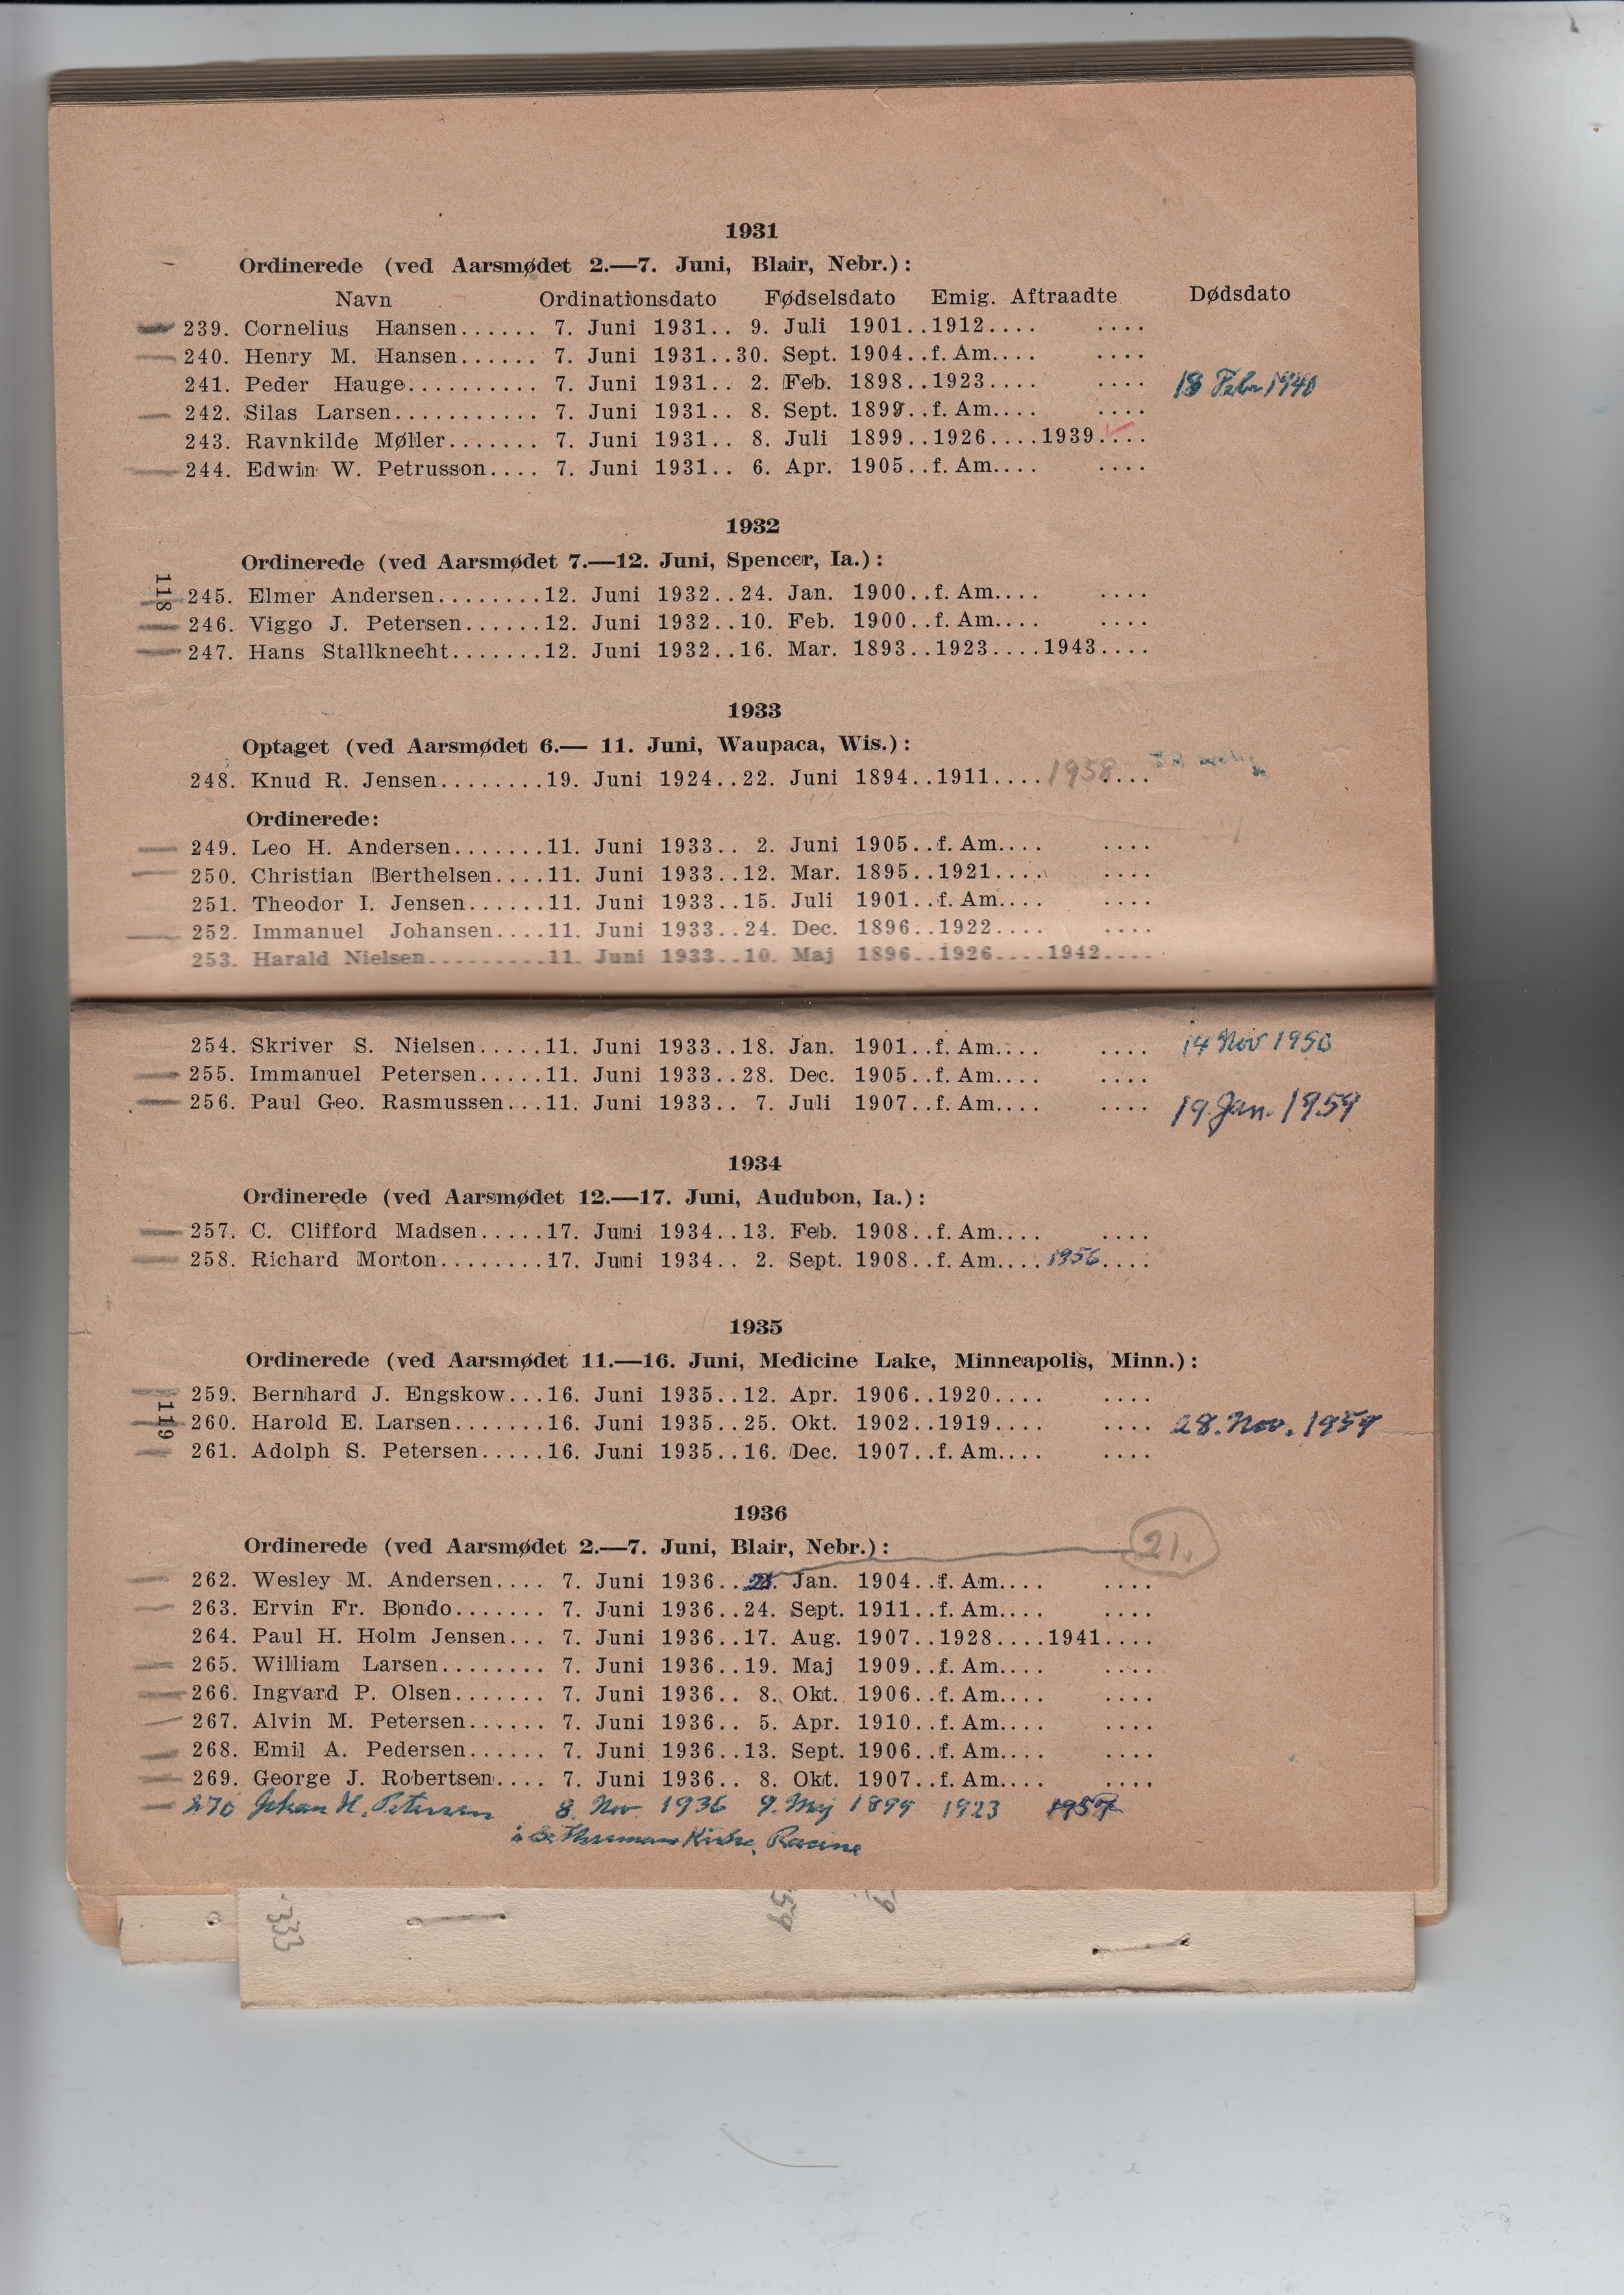 1931
Ordinerede (ved Aarsmødet 2.—7. Juni, Blair, Nebr.):
Navn Ordinationsdato Fødselsdato Emig. Aftraadte Dødsdato
239. Cornelius Hansen...... 7. Juni 1931.. 9. Juli 1901..1912.... ....
240. Henry M. Hansen...... 7. Juni 1931..30. Sept. 1904..f. Am.... ....
241. Peder Hauge.......... 7. Juni 1931.. 2. Feb. 1898..1923.... .... 18 Febr 1940
242. Silas Larsen........... 7. Juni 1931.. 8. Sept. 1899..f. Am.... ....
243. Ravnkilde Møller....... 7. Juni 1931.. 8. Juli 1899..1926....1939....
244. Edwin W. Petrusson.... 7. Juni 1931.. 6. Apr. 1905..f. Am.... ....
1932
Ordinerede (ved Aarsmødet 7.—12. Juni, Spencer, Ia.):
118
245. Elmer Andersen........12. Juni 1932..24. Jan. 1900..f. Am.... ....
246. Viggo J. Petersen......12. Juni 1932..10. Feb. 1900..f. Am.... ....
247. Hans Stallknecht.......12. Juni 1932..16. Mar. 1893..1923....1943....
1933
Optaget (ved Aarsmødet 6.— 11. Juni, Waupaca, Wis.):
248. Knud R. Jensen........19. Juni 1924..22. Juni 1894..1911....1958....
Ordinerede:
249. Leo H. Andersen.......11. Juni 1933.. 2. Juni 1905..f. Am.... ....
250. Christian Berthelsen....11. Juni 1933..12. Mar. 1895..1921.... ....
251. Theodor I. Jensen......11. Juni 1933..15. Juli 1901..f. Am.... ....
252. Immanuel Johansen....11. Juni 1933..24. Dec. 1896..1922.... ....
253. Harald Nielsen.........11. Juni 1933..10. Maj 1896..1926....1942....
254. Skriver S. Nielsen.....11. Juni 1933..18. Jan. 1901..f. Am.... .... 14 Nov 1950
255. Immanuel Petersen.....11. Juni 1933..28. Dec. 1905..f. Am.... ....
256. Paul Geo. Rasmussen...11. Juni 1933.. 7. Juli 1907..f. Am.... .... 19. Jan. 1959
1934
Ordinerede (ved Aarsmødet 12.—17. Juni, Audubon, Ia.):
257. C. Clifford Madsen.....17. Juni 1934..13. Feb. 1908..f. Am.... ....
258. Richard Morton........17. Juni 1934.. 2. Sept. 1908..f. Am....1956....
1935
Ordinerede (ved Aarsmødet 11.—16. Juni, Medicine Lake, Minneapolis, Minn.):
259. Bernhard J. Engskow...16. Juni 1935..12. Apr. 1906..1920.... ....
119
260. Harold E. Larsen.......16. Juni 1935..25. Okt. 1902..1919.... .... 28. Nov. 1959
261. Adolph S. Petersen.....16. Juni 1935..16. Dec. 1907..f. Am.... ....
1936
Ordinerede (ved Aarsmødet 2.—7. Juni, Blair, Nebr.): 21.
262. Wesley M. Andersen.... 7. Juni 1936..21. Jan. 1904..f. Am.... ....
263. Ervin Fr. Bondo....... 7. Juni 1936..24. Sept. 1911..f. Am.... ....
264. Paul H. Holm Jensen... 7. Juni 1936..17. Aug. 1907..1928....1941....
265. William Larsen........ 7. Juni 1936..19. Maj 1909..f. Am.... ....
266. Ingvard P. Olsen....... 7. Juni 1936.. 8. Okt. 1906..f. Am.... ....
267. Alvin M. Petersen...... 7. Juni 1936.. 5. Apr. 1910..f. Am.... ....
268. Emil A. Pedersen...... 7. Juni 1936..13. Sept. 1906..f. Am.... ....
269. George J. Robertsen.... 7. Juni 1936.. 8. Okt. 1907..f. Am.... ....
270 Johan H. Petersen 8. Nov. 1936 9. Maj 1899 1923 1957
Kirke, Racine
333
59
9